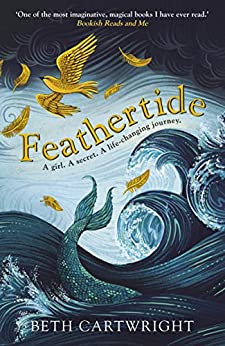 'One of the most imaginative, magical books I have ever read.'
Bookish Reads and Me
Feathertide
A girl. A secret. A life-changing journey.
BETH CARTWRIGHT